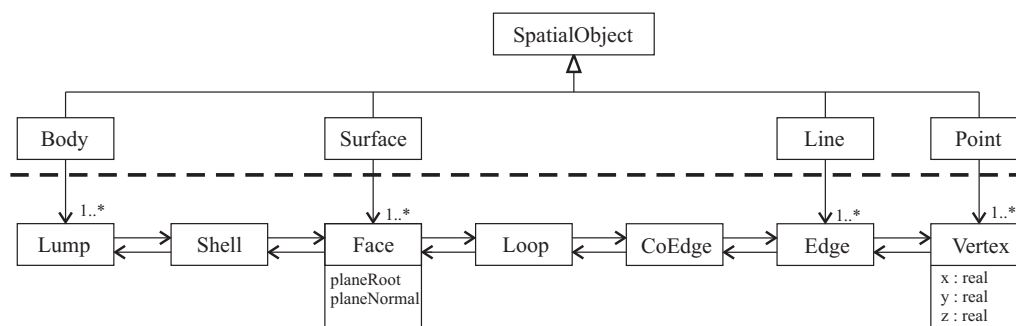 SpatialObject
Body
Surface
Line
Point
1..*
1..*
1..*
1..*
Lump
Shell
Face
Loop
CoEdge
Edge
Vertex
planeRoot
planeNormal
x : real
y : real
z : real